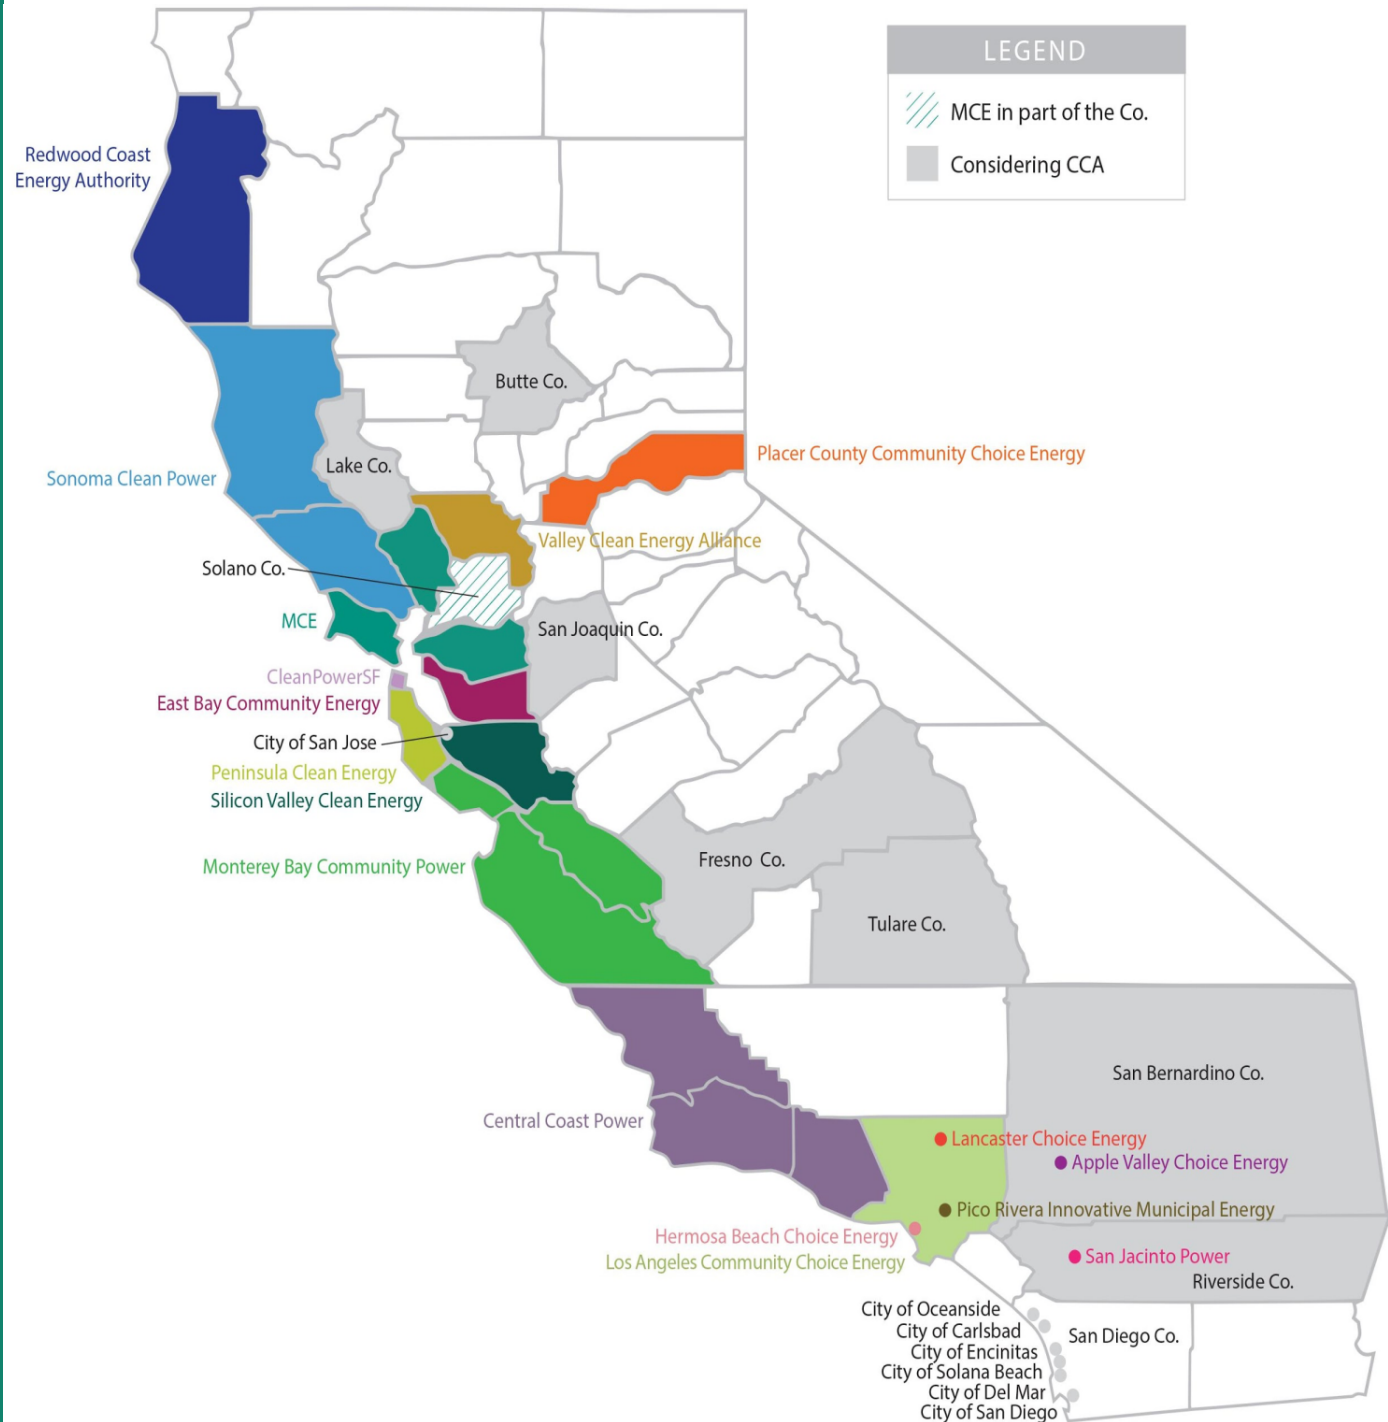 LEGEND
MCE in part of the Co.
Considering CCA
Redwood Coast
Energy Authority
Butte Co.
Placer County Community Choice Energy
Lake Co.
Sonoma Clean Power
Valley Clean Energy Alliance
Solano Co.
MCE
San Joaquin Co.
CleanPowerSF
East Bay Community Energy
City of San Jose
Peninsula Clean Energy
Silicon Valley Clean Energy
Monterey Bay Community Power
Fresno Co.
Tulare Co.
San Bernardino Co.
Central Coast Power
Lancaster Choice Energy
Apple Valley Choice Energy
Pico Rivera Innovative Municipal Energy
Hermosa Beach Choice Energy
Los Angeles Community Choice Energy
San Jacinto Power
Riverside Co.
City of Oceanside
City of Carlsbad
San Diego Co.
City of Encinitas
City of Solana Beach
City of Del Mar
City of San Diego